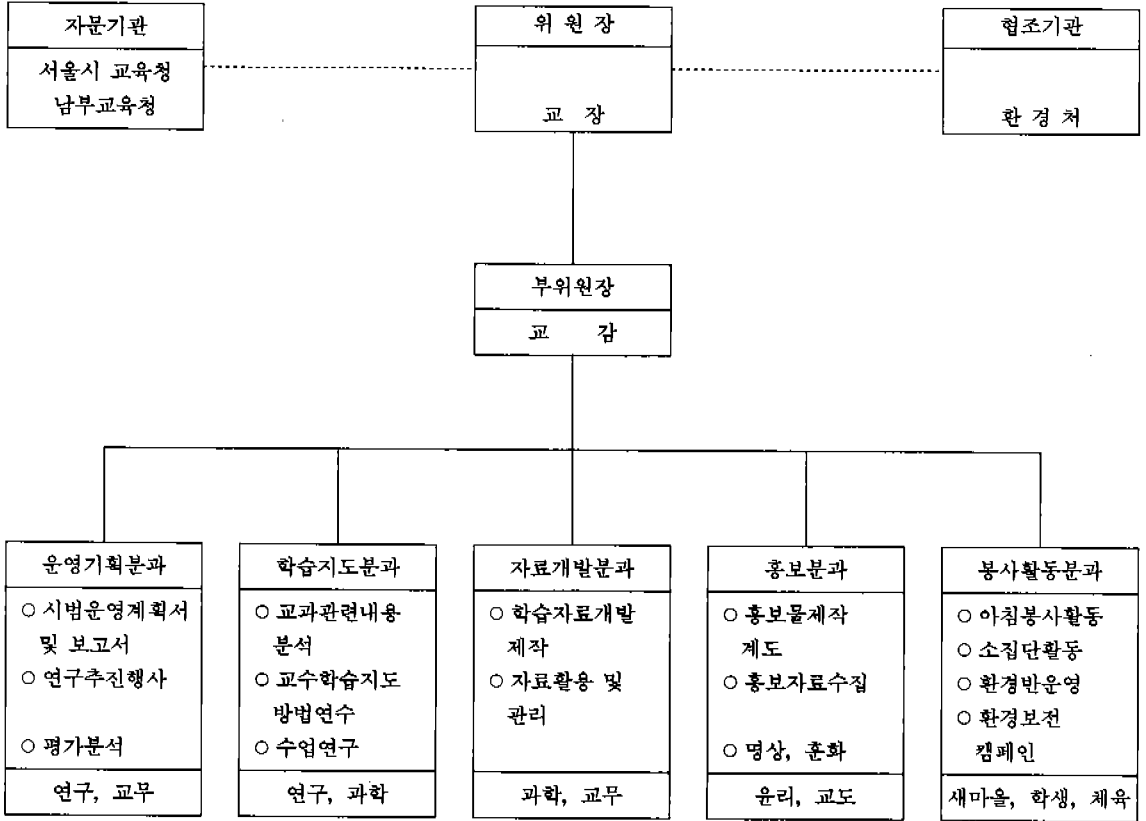 자문기관
서울시 교육청
남부교육청
위 원 장
교 장
협조기관
환 경 처
부위원장
교 감
운영기획분과
○ 시범운영계획서
및 보고서
○ 연구추진행사
○ 평가분석
연구, 교무
학습지도분과
○ 교과관련내용
분석
○ 교수학습지도
방법연수
○ 수업연구
연구, 과학
자료개발분과
○ 학습자료개발
제작
○ 자료활용 및
관리
과학, 교무
홍보분과
○ 홍보물제작
계도
○ 홍보자료수집
○ 명상, 훈화
윤리, 교도
봉사활동분과
○ 아침봉사활동
○ 소집단활동
○ 환경반운영
○ 환경보전
캠페인
새마을, 학생, 체육